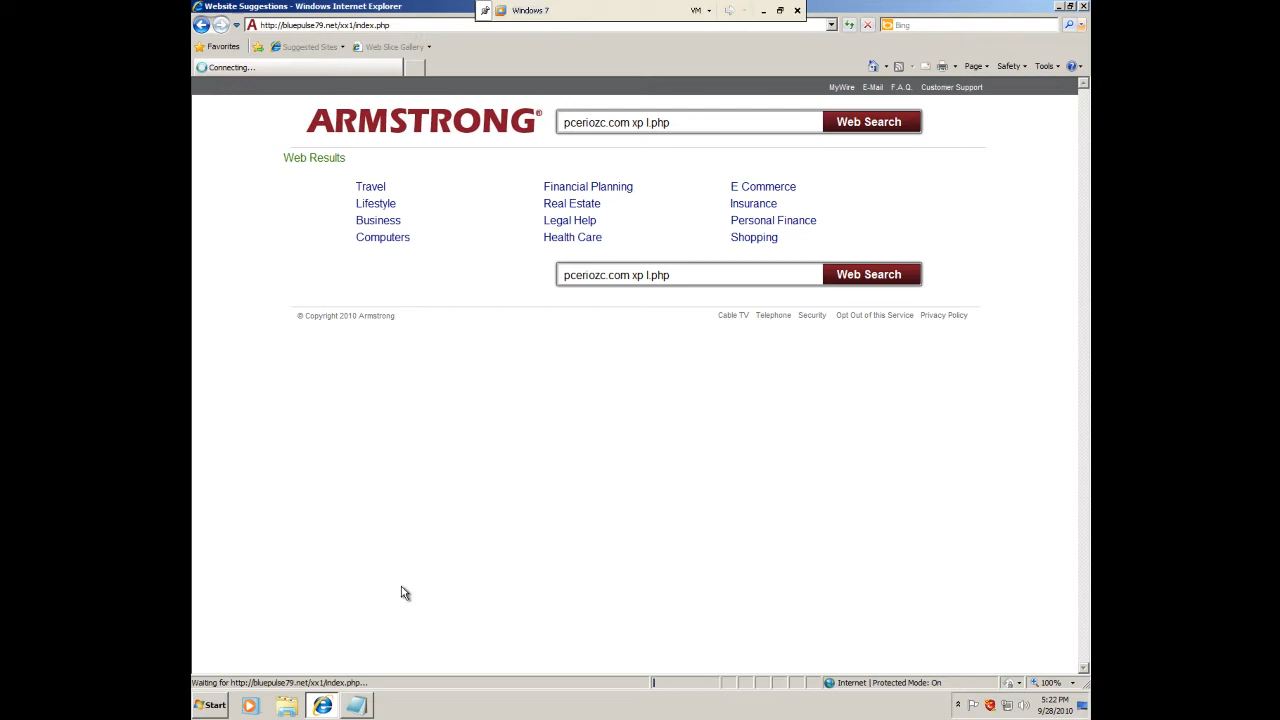 Website Suggestions - Windows Internet Explorer
Windows 7
VM
http://bluepulse79.net/xx1/index.php
Bing
Favorites
Suggested Sites
Web Slice Gallery
Connecting...
Page
Safety
Tools
MyWire
E-Mail
F.A.Q.
Customer Support
ARMSTRONG®
pceriozc.com xp l.php
Web Search
Web Results
Travel
Financial Planning
E Commerce
Lifestyle
Real Estate
Insurance
Business
Legal Help
Personal Finance
Computers
Health Care
Shopping
pceriozc.com xp l.php
Web Search
© Copyright 2010 Armstrong
Cable TV
Telephone
Security
Opt Out of this Service
Privacy Policy
Waiting for http://bluepulse79.net/xx1/index.php...
Internet | Protected Mode: On
100%
Start
5:22 PM
9/28/2010